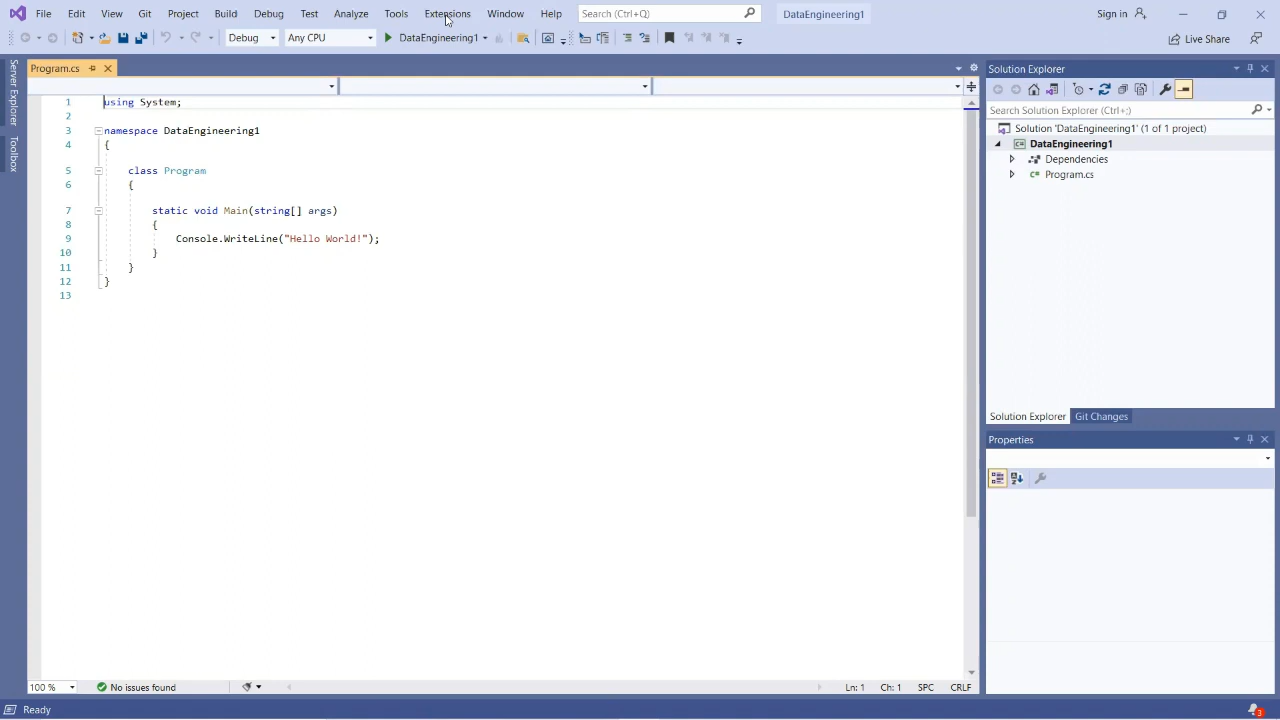 File Edit View Git Project Build Debug Test Analyze Tools Extensions Window Help Search (Ctrl+Q) DataEngineering1 Sign in
Debug Any CPU DataEngineering1 Live Share
Server Explorer
Toolbox
Program.cs
1 using System;
2
3 namespace DataEngineering1
4 {
5 class Program
6 {
7 static void Main(string[] args)
8 {
9 Console.WriteLine("Hello World!");
10 }
11 }
12 }
13
100 % No issues found Ln: 1 Ch: 1 SPC CRLF
Solution Explorer
Search Solution Explorer (Ctrl+;)
Solution 'DataEngineering1' (1 of 1 project)
DataEngineering1
Dependencies
C# Program.cs
Solution Explorer Git Changes
Properties
Ready 3